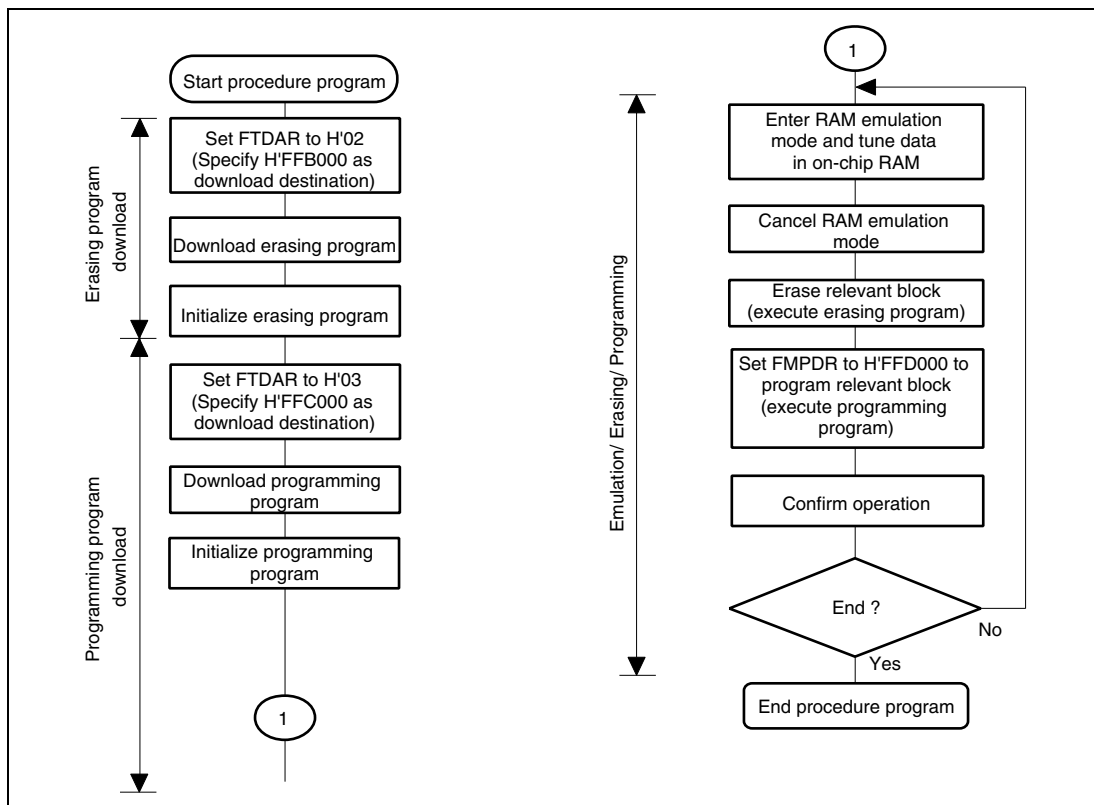 Start procedure program
Erasing program
download
Set FTDAR to H'02
(Specify H'FFB000 as
download destination)
Download erasing program
Initialize erasing program
Programming program
download
Set FTDAR to H'03
(Specify H'FFC000 as
download destination)
Download programming
program
Initialize programming
program
1
1
Emulation/ Erasing/ Programming
Enter RAM emulation
mode and tune data
in on-chip RAM
Cancel RAM emulation
mode
Erase relevant block
(execute erasing program)
Set FMPDR to H'FFD000 to
program relevant block
(execute programming
program)
Confirm operation
End ?
No
Yes
End procedure program